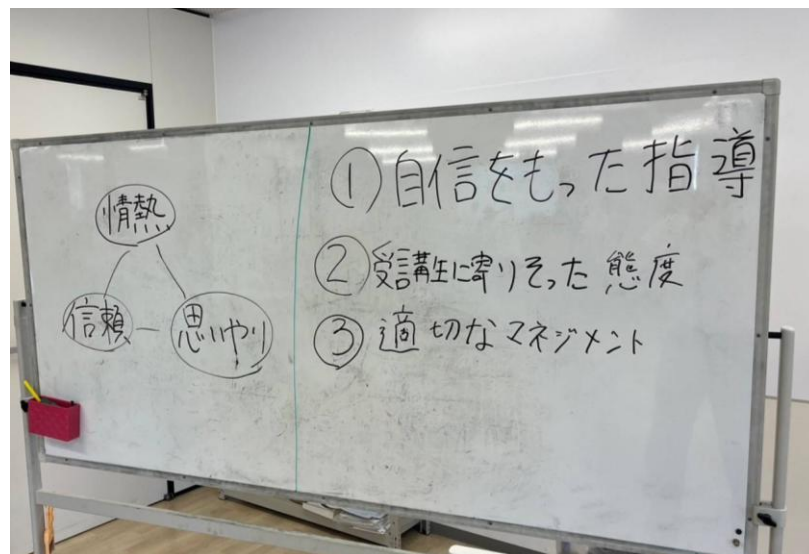 情熱
信頼
思いやり
① 自信をもった指導
② 受講生に寄りそった態度
③ 適切なマネジメント